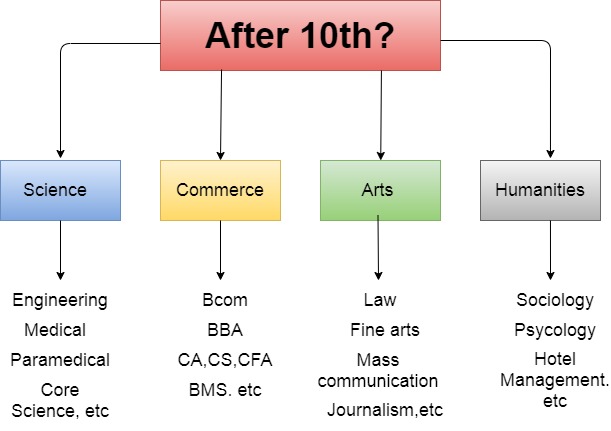 After 10th?
Science
Commerce
Arts
Humanities
Engineering
Medical
Paramedical
Core
Science, etc
Bcom
BBA
CA,CS,CFA
BMS. etc
Law
Fine arts
Mass
communication
Journalism,etc
Sociology
Psycology
Hotel
Management.
etc